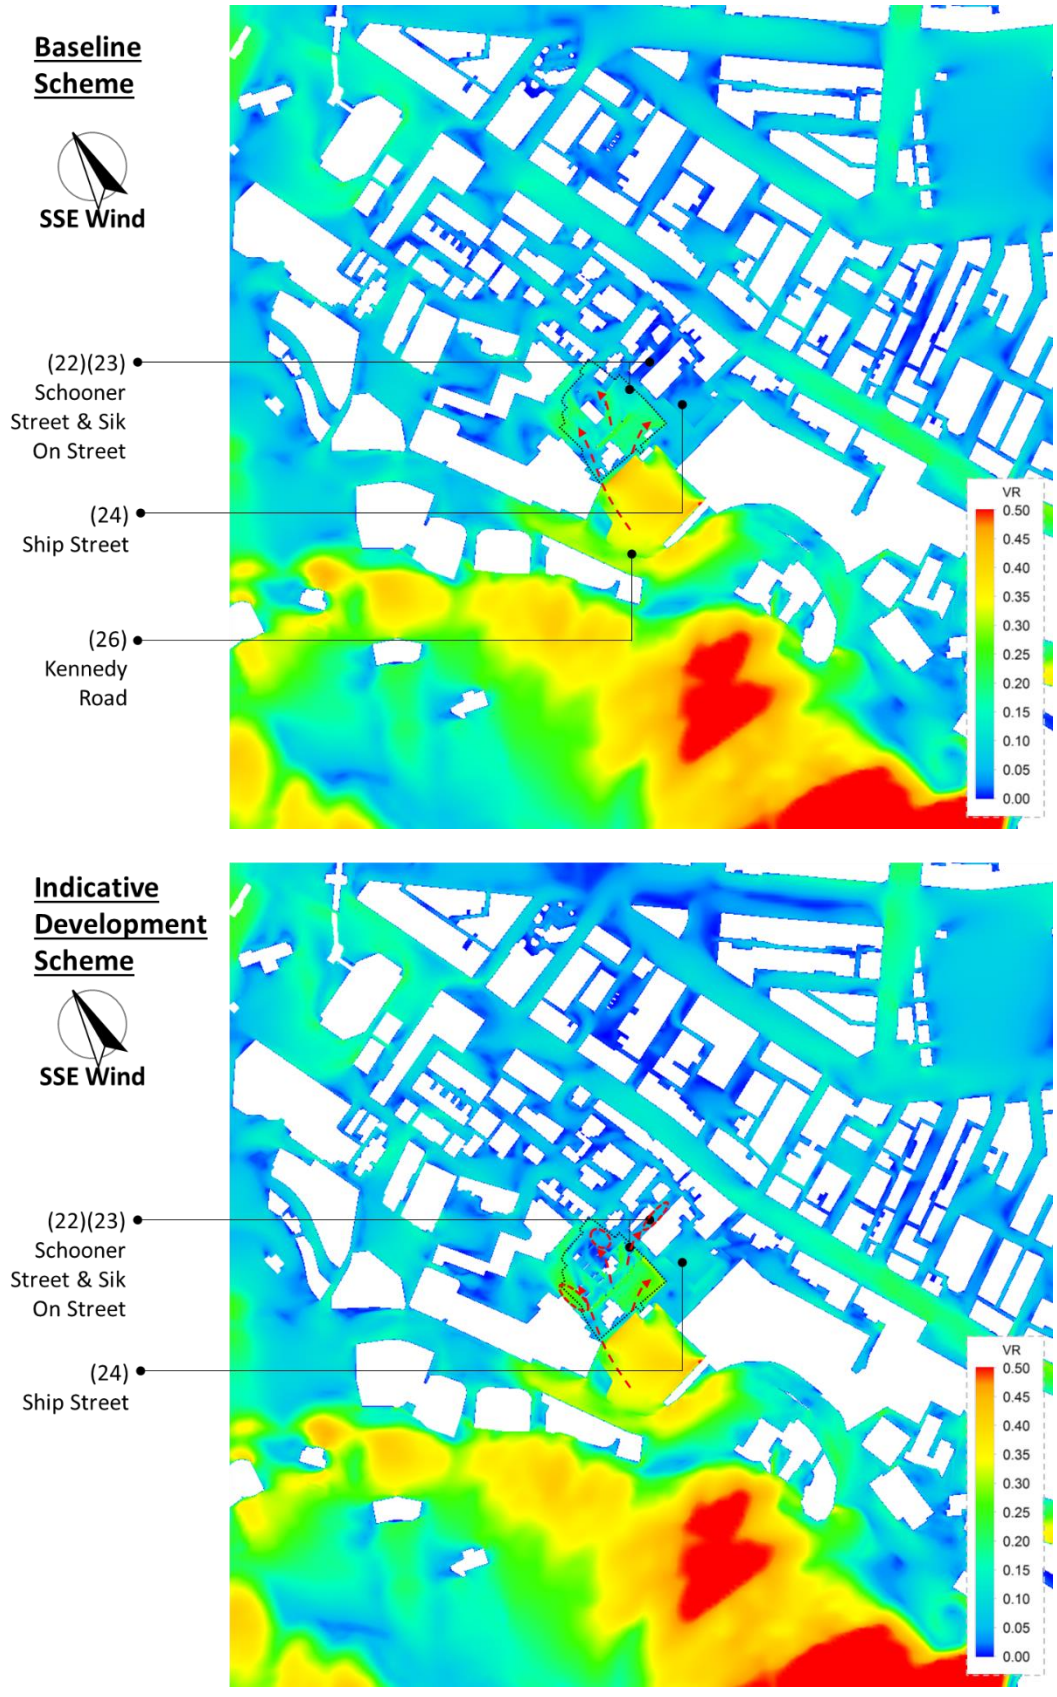 Baseline
Scheme
SSE Wind
(22)(23)
Schooner
Street & Sik
On Street
(24)
Ship Street
(26)
Kennedy
Road
VR
0.50
0.45
0.40
0.35
0.30
0.25
0.20
0.15
0.10
0.05
0.00
Indicative
Development
Scheme
SSE Wind
(22)(23)
Schooner
Street & Sik
On Street
(24)
Ship Street
VR
0.50
0.45
0.40
0.35
0.30
0.25
0.20
0.15
0.10
0.05
0.00